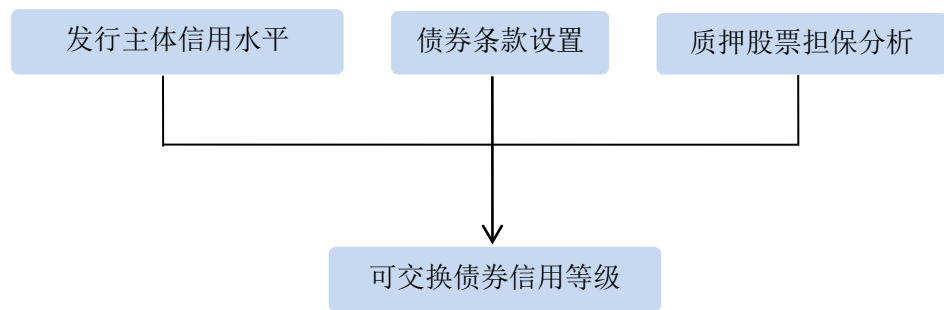 发行主体信用水平
债券条款设置
质押股票担保分析
可交换债券信用等级